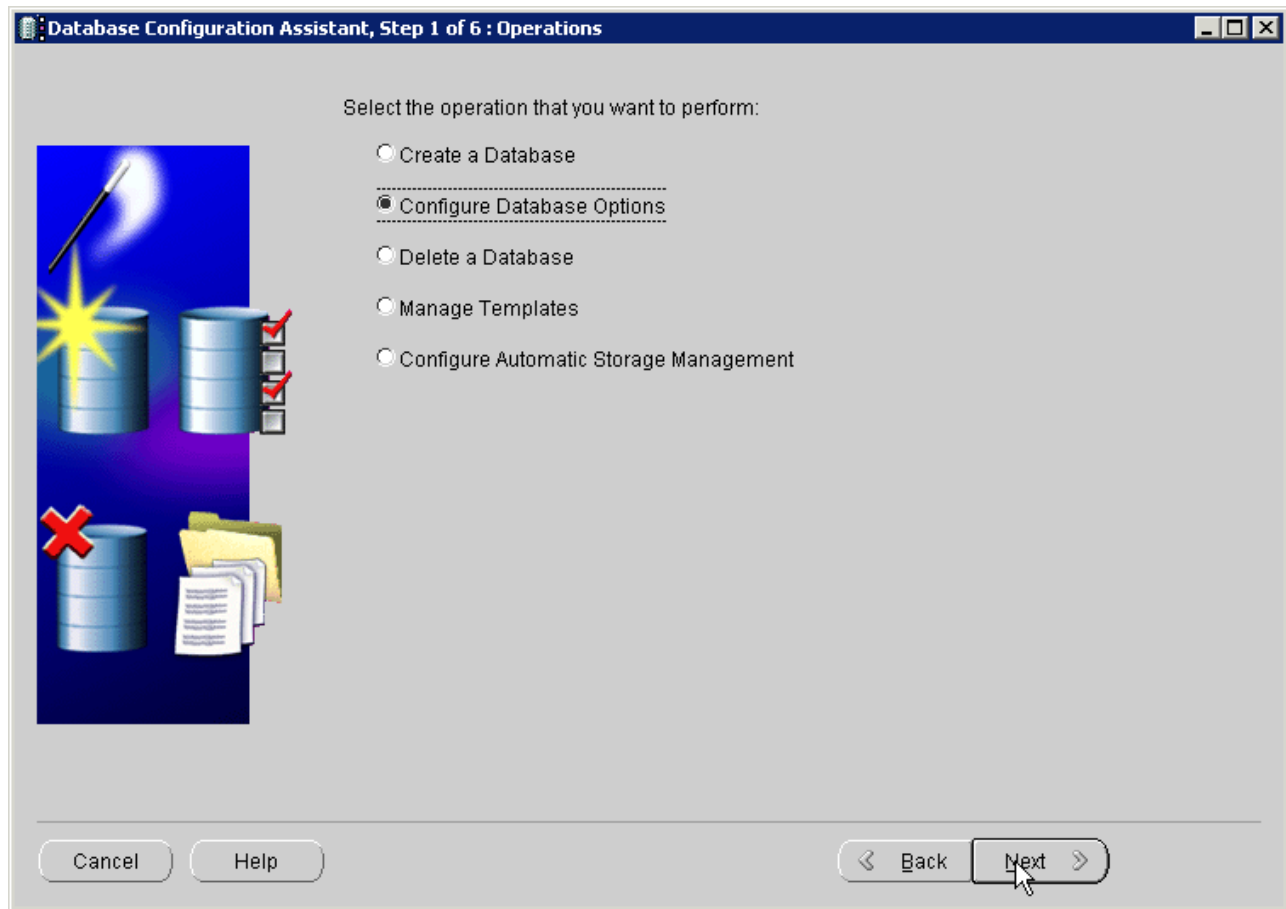 Database Configuration Assistant, Step 1 of 6 : Operations
Select the operation that you want to perform:
Create a Database
Configure Database Options
Delete a Database
Manage Templates
Configure Automatic Storage Management
Cancel
Help
Back
Next